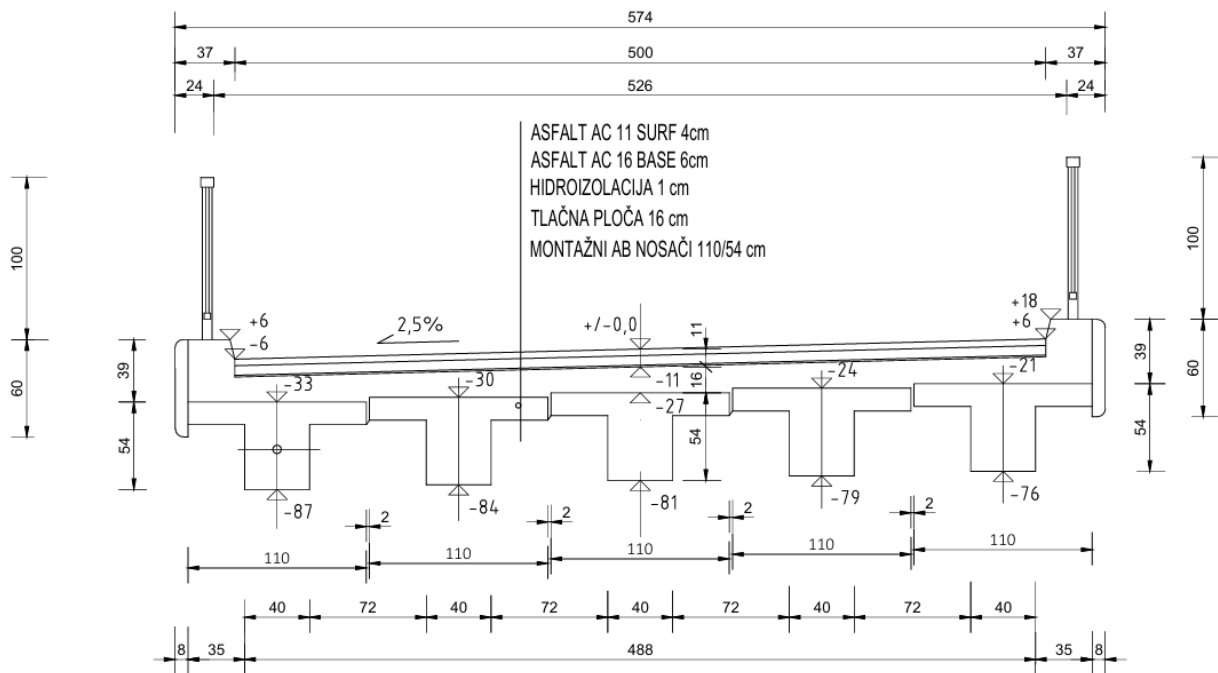 574
37 500 37
24 526 24
ASFALT AC 11 SURF 4cm
ASFALT AC 16 BASE 6cm
HIDROIZOLACIJA 1 cm
TLAČNA PLOČA 16 cm
MONTAŽNI AB NOSAČI 110/54 cm
100 100
+6 2,5% +/-0,0 11 +18
-6 +6
39 60 39 60
-33 -30 -11 16 -24 -21
-27
54 54 54
-87 -84 -81 -79 -76
2 2 2 2
110 110 110 110 110
40 72 40 72 40 72 40 72 40
8 35 488 35 8